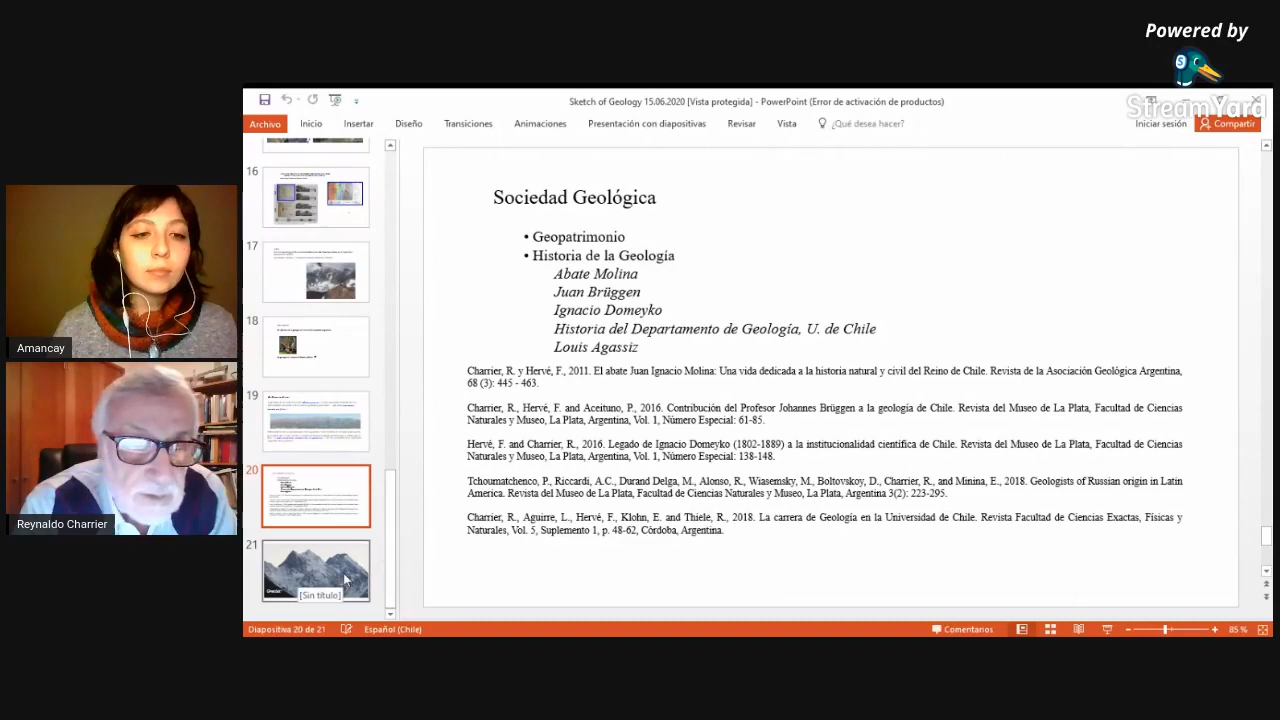 Powered by
StreamYard
Sketch of Geology 15.06.2020 [Vista protegida] - PowerPoint (Error de activación de productos)
Archivo Inicio Insertar Diseño Transiciones Animaciones Presentación con diapositivas Revisar Vista ¿Qué desea hacer? Iniciar sesión Compartir
16
17
18
19
20
21
[Sin título]
Sociedad Geológica
• Geopatrimonio
• Historia de la Geología
Abate Molina
Juan Brüggen
Ignacio Domeyko
Historia del Departamento de Geología, U. de Chile
Louis Agassiz
Charrier, R. y Hervé, F., 2011. El abate Juan Ignacio Molina: Una vida dedicada a la historia natural y civil del Reino de Chile. Revista de la Asociación Geológica Argentina,
68 (3): 445 - 463.
Charrier, R., Hervé, F. and Aceituno, P., 2016. Contribución del Profesor Johannes Brüggen a la geología de Chile. Revista del Museo de La Plata, Facultad de Ciencias
Naturales y Museo, La Plata, Argentina, Vol. 1, Número Especial: 61-85.
Hervé, F. and Charrier, R., 2016. Legado de Ignacio Domeyko (1802-1889) a la institucionalidad científica de Chile. Revista del Museo de La Plata, Facultad de Ciencias
Naturales y Museo, La Plata, Argentina, Vol. 1, Número Especial: 138-148.
Tchoumatchenco, P., Riccardi, A.C., Durand Delga, M., Alonso, R., Wiasemsky, M., Boltovskoy, D., Charrier, R., and Minina, E., 2018. Geologists of Russian origin in Latin
America. Revista del Museo de La Plata, Facultad de Ciencias Naturales y Museo, La Plata, Argentina 3(2): 223-295.
Charrier, R., Aguirre, L., Hervé, F., Klohn, E. and Thiele, R., 2018. La carrera de Geología en la Universidad de Chile. Revista Facultad de Ciencias Exactas, Físicas y
Naturales, Vol. 5, Suplemento 1, p. 48-62, Córdoba, Argentina.
Amancay
Reynaldo Charrier
Diapositiva 20 de 21 Español (Chile) Comentarios 85 %